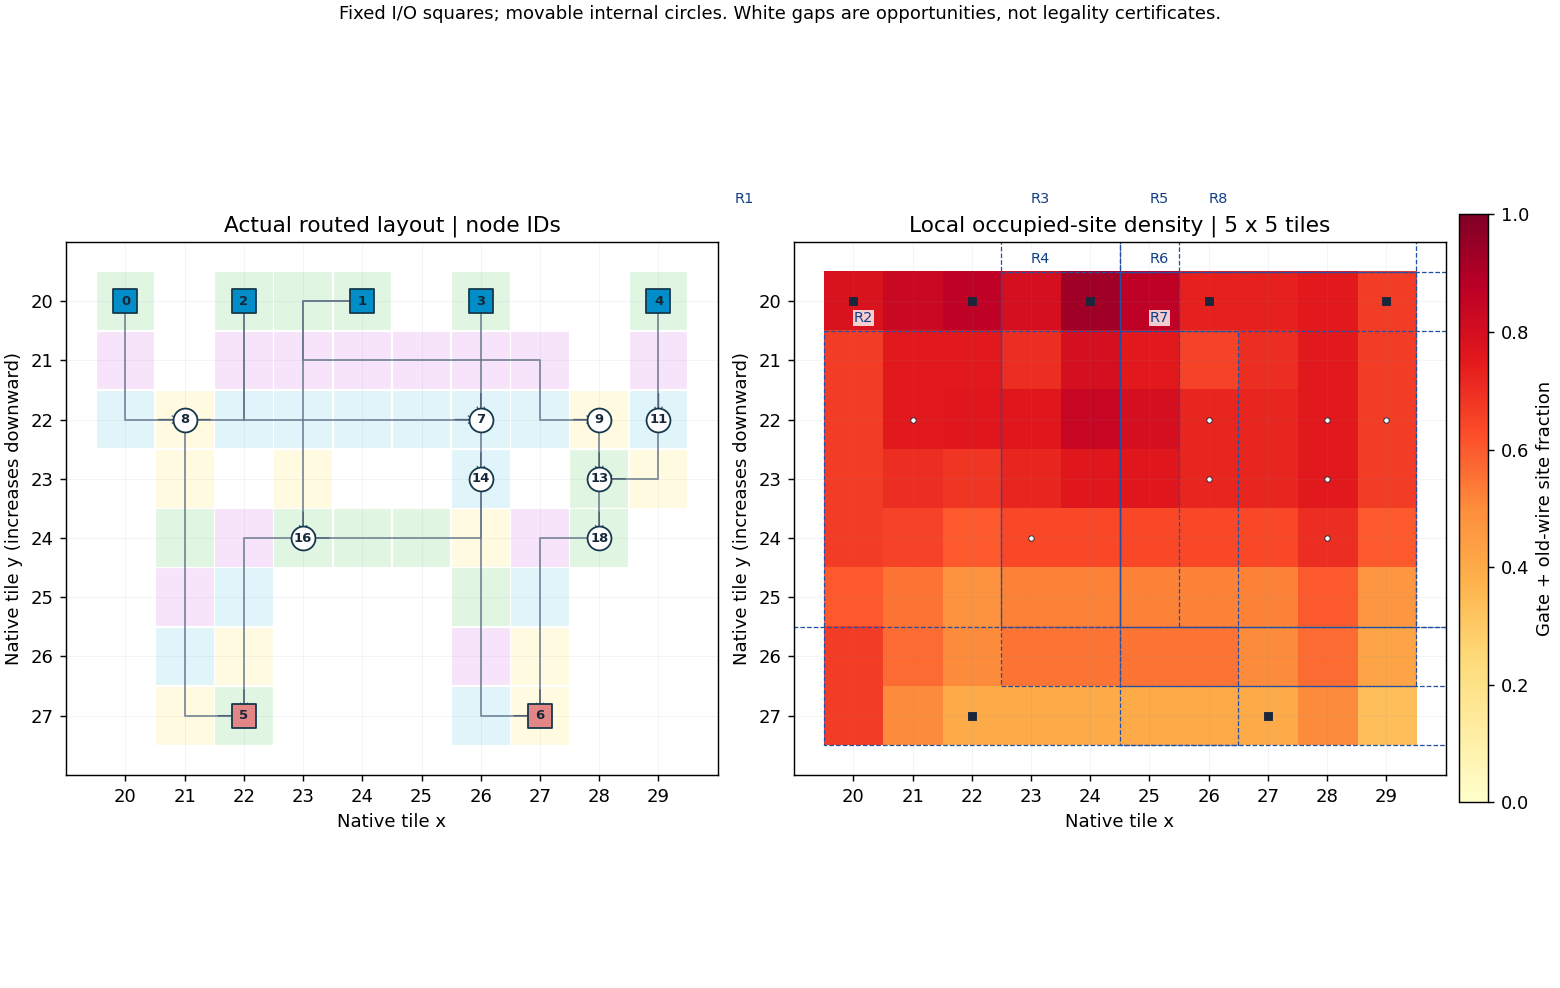 Fixed I/O squares; movable internal circles. White gaps are opportunities, not legality certificates.
Actual routed layout | node IDs
Native tile y (increases downward)
20
21
22
23
24
25
26
27
0
2
1
3
4
8
7
9
11
14
13
16
18
5
6
20 21 22 23 24 25 26 27 28 29
Native tile x
R1
R3
R5
R8
Local occupied-site density | 5 x 5 tiles
R4
R6
R2
R7
Native tile y (increases downward)
20
21
22
23
24
25
26
27
20 21 22 23 24 25 26 27 28 29
Native tile x
1.0
0.8
0.6
0.4
0.2
0.0
Gate + old-wire site fraction